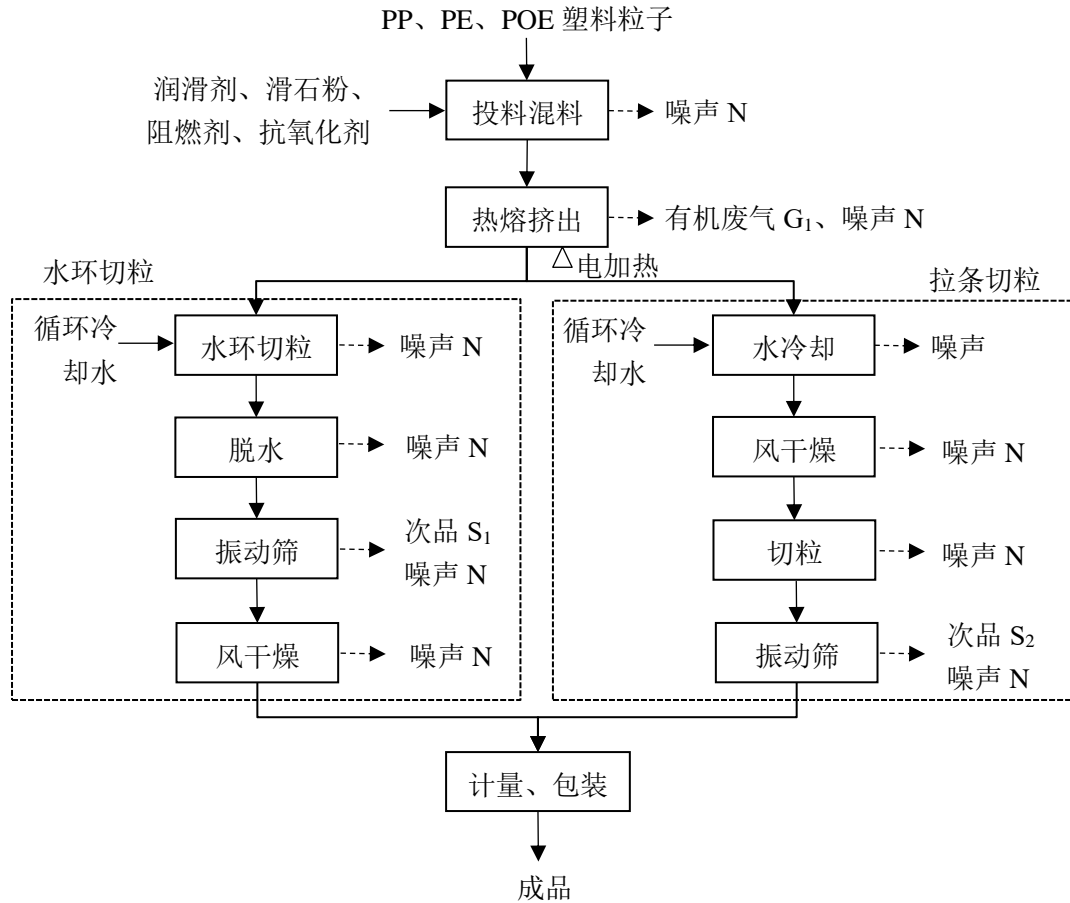 PP、PE、POE 塑料粒子
润滑剂、滑石粉、
阻燃剂、抗氧化剂
投料混料
噪声 N
热熔挤出
有机废气 G₁、噪声 N
电加热
水环切粒
循环冷
却水
水环切粒
噪声 N
脱水
噪声 N
振动筛
次品 S₁
噪声 N
风干燥
噪声 N
拉条切粒
循环冷
却水
水冷却
噪声
风干燥
噪声 N
切粒
噪声 N
振动筛
次品 S₂
噪声 N
计量、包装
成品